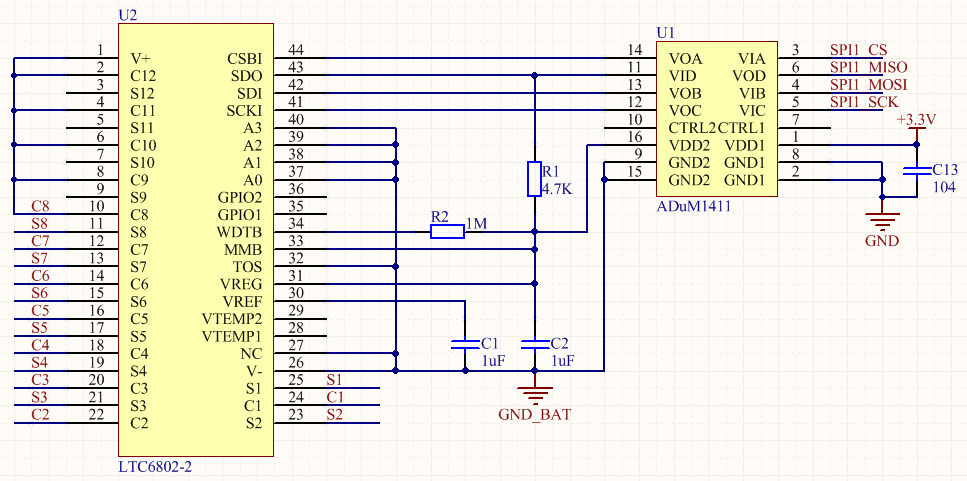 U2
1 V+ CSBI 44
2 C12 SDO 43
3 S12 SDI 42
4 C11 SCKI 41
5 S11 A3 40
6 C10 A2 39
7 S10 A1 38
8 C9 A0 37
9 S9 GPIO2 36
C8 10 C8 GPIO1 35
S8 11 S8 WDTB 34
C7 12 C7 MMB 33
S7 13 S7 TOS 32
C6 14 C6 VREG 31
S6 15 S6 VREF 30
C5 16 C5 VTEMP2 29
S5 17 S5 VTEMP1 28
C4 18 C4 NC 27
S4 19 S4 V- 26
C3 20 C3 S1 25 S1
S3 21 S3 C1 24 C1
C2 22 C2 S2 23 S2
LTC6802-2
R2 1M
R1
4.7K
C1
1uF
C2
1uF
GND_BAT
U1
14 VOA VIA 3 SPI1_CS
11 VID VOD 6 SPI1_MISO
13 VOB VIB 4 SPI1_MOSI
12 VOC VIC 5 SPI1_SCK
10 CTRL2 CTRL1 7
16 VDD2 VDD1 1
9 GND2 GND1 8
15 GND2 GND1 2
ADuM1411
+3.3V
C13
104
GND